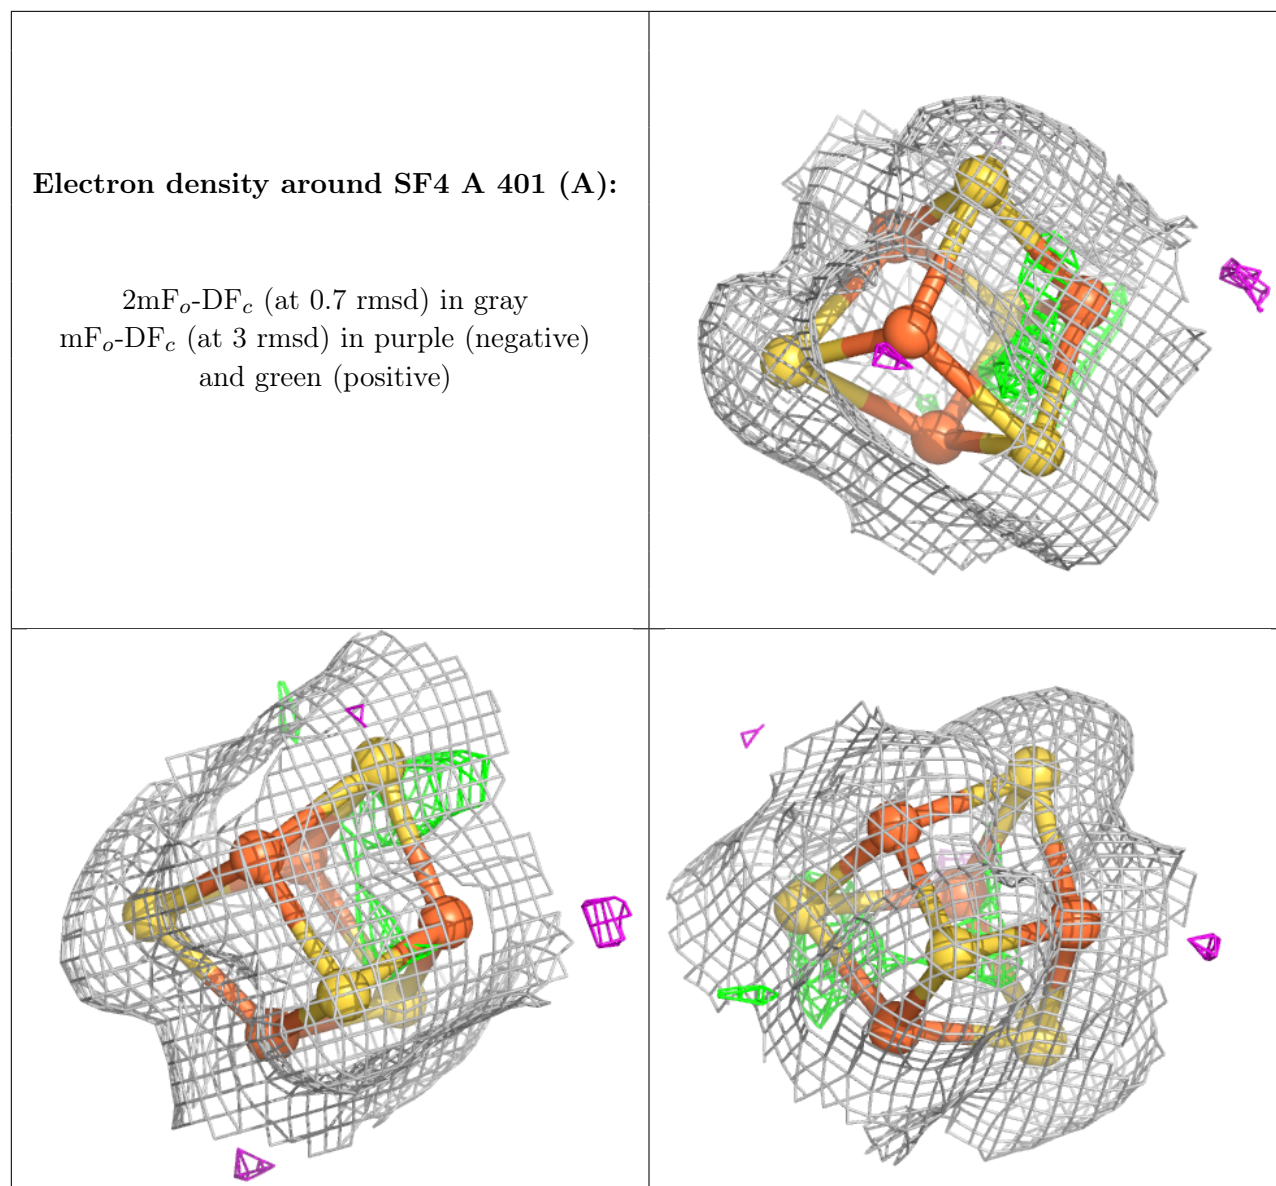 Electron density around SF4 A 401 (A):
2mFₒ-DF𝒸 (at 0.7 rmsd) in gray
mFₒ-DF𝒸 (at 3 rmsd) in purple (negative)
and green (positive)